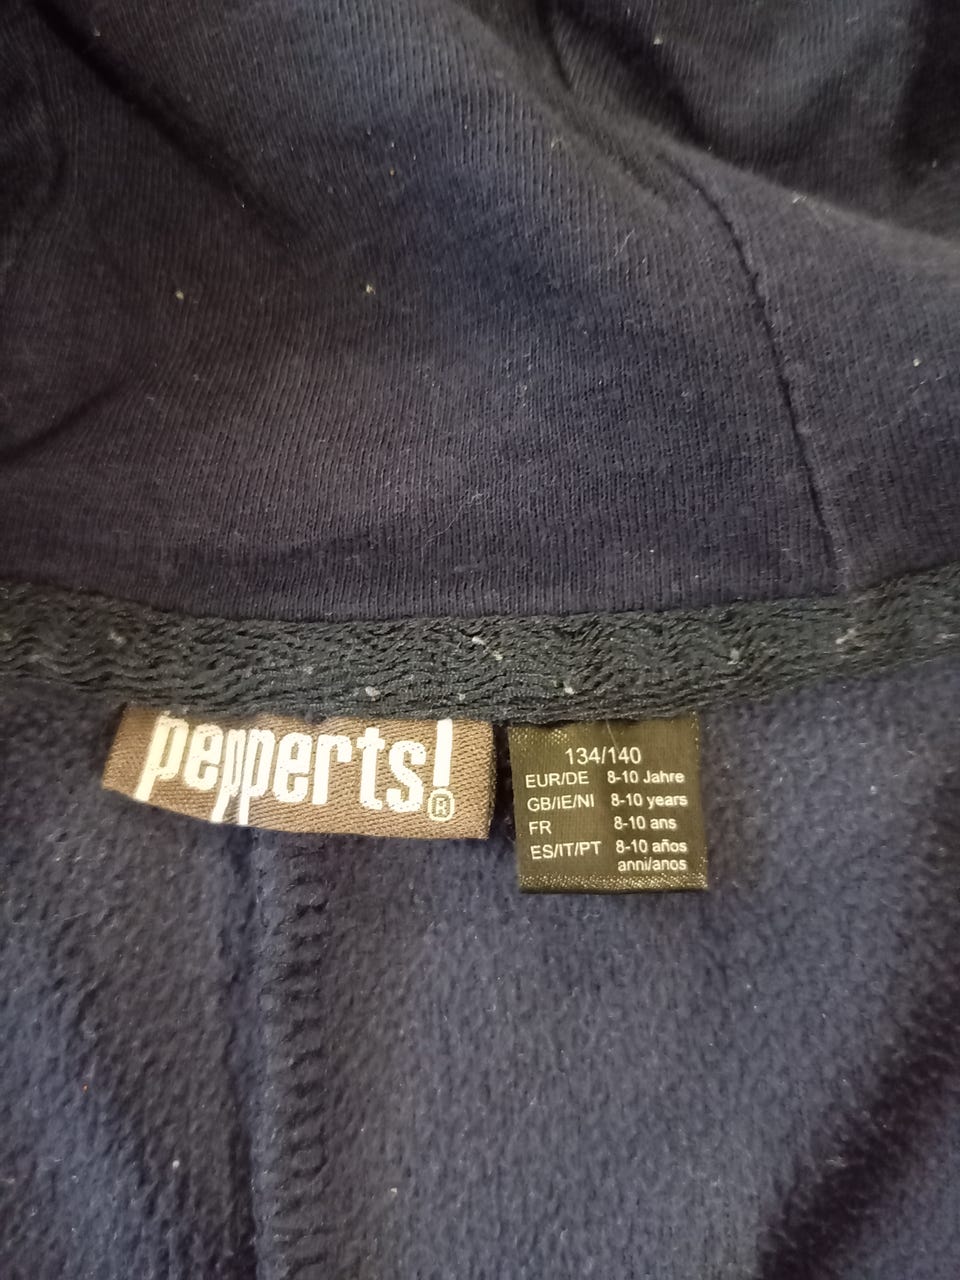 pepperts!
®
134/140
EUR/DE 8-10 Jahre
GB/IE/NI 8-10 years
FR 8-10 ans
ES/IT/PT 8-10 años
anni/anos